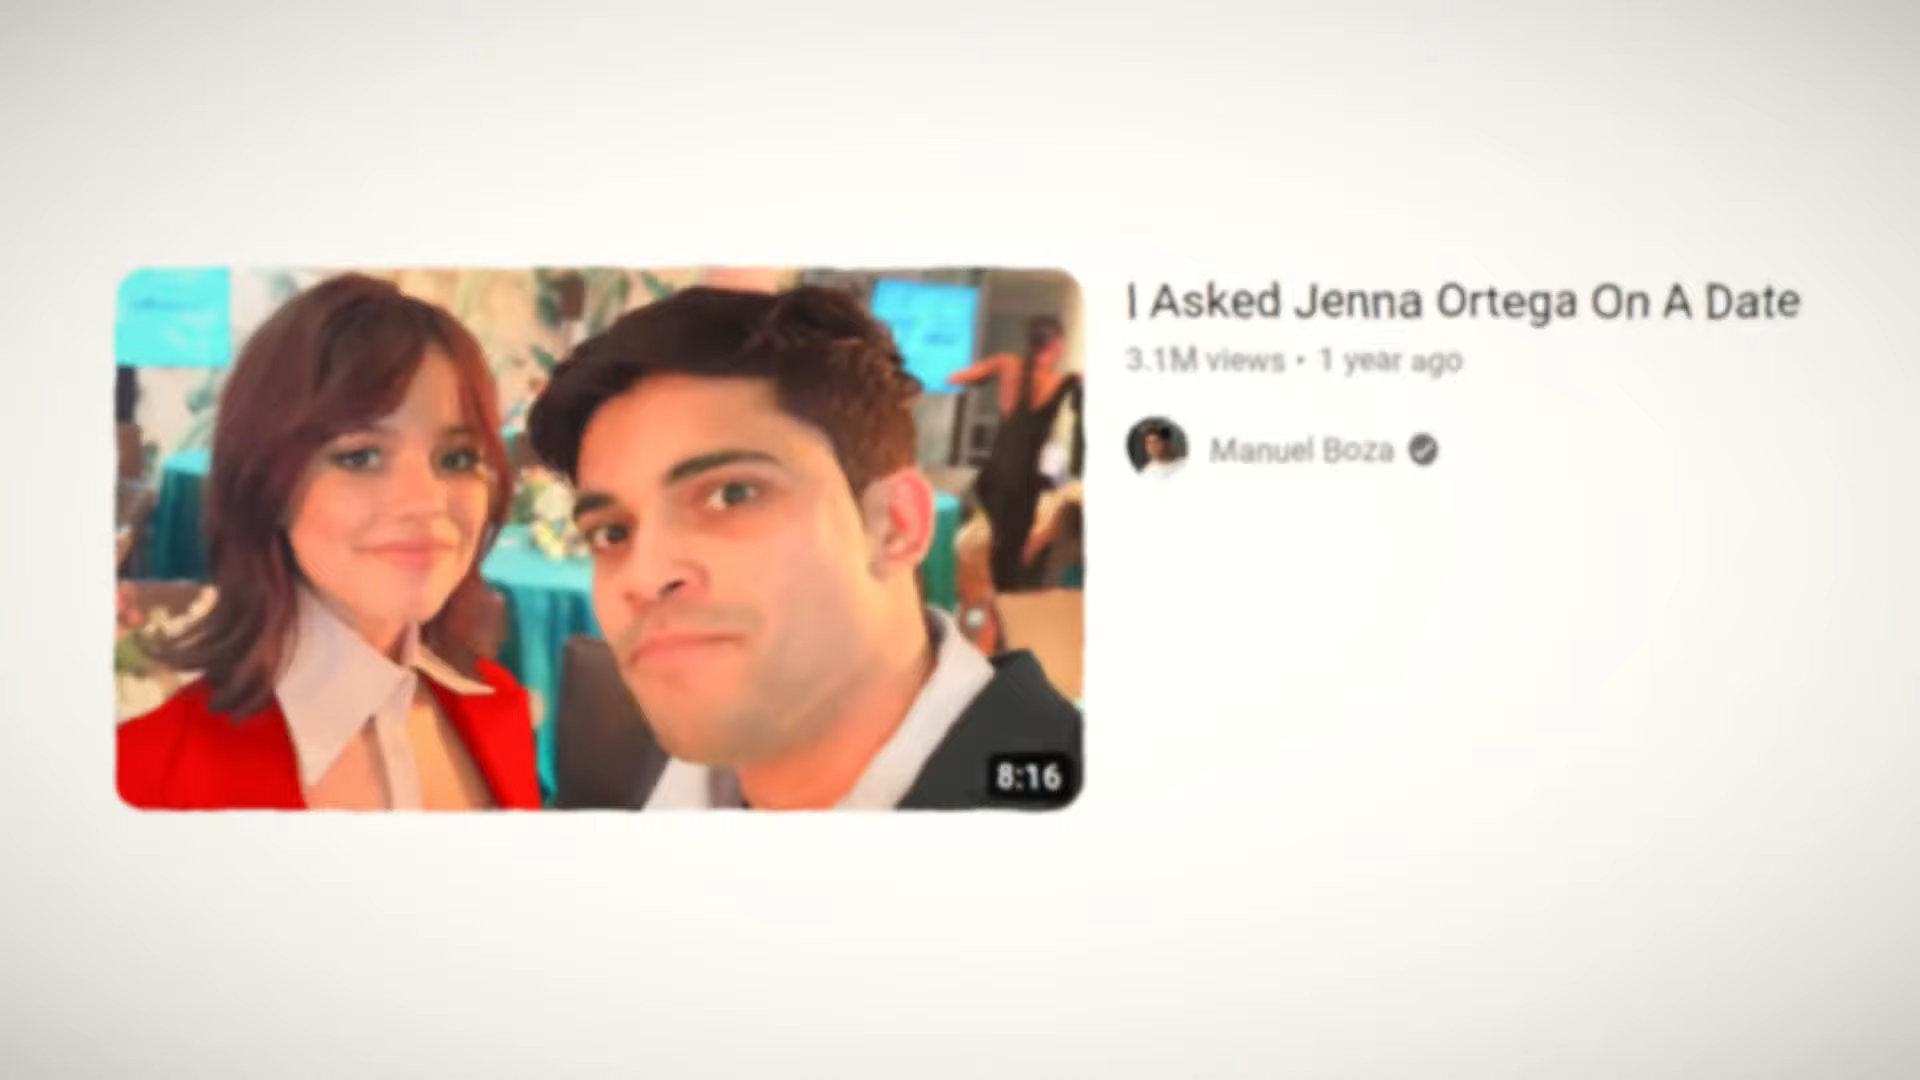 I Asked Jenna Ortega On A Date
3.1M views • 1 year ago
Manuel Boza
8:16